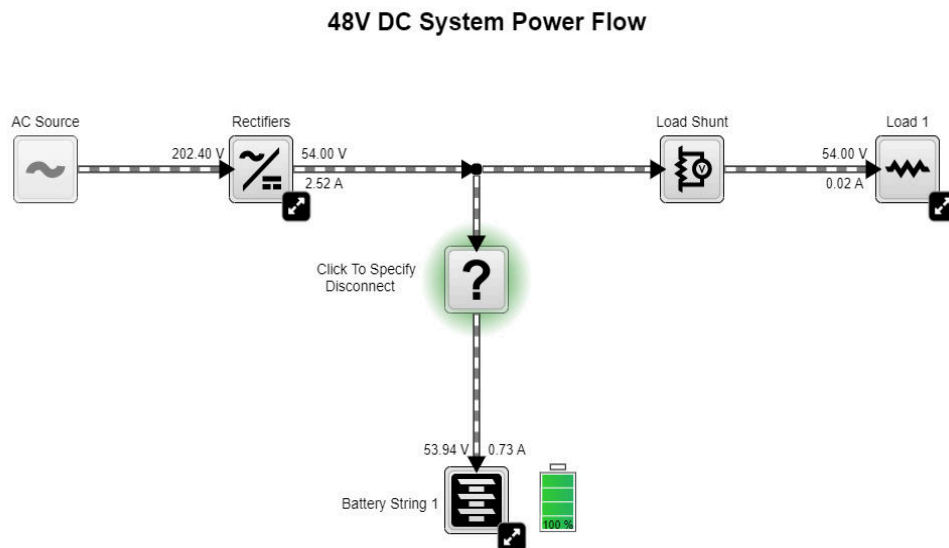 48V DC System Power Flow
AC Source
Rectifiers
Load Shunt
Load 1
202.40 V
54.00 V
54.00 V
2.52 A
V
0.02 A
Click To Specify
Disconnect
?
53.94 V
0.73 A
Battery String 1
100 %